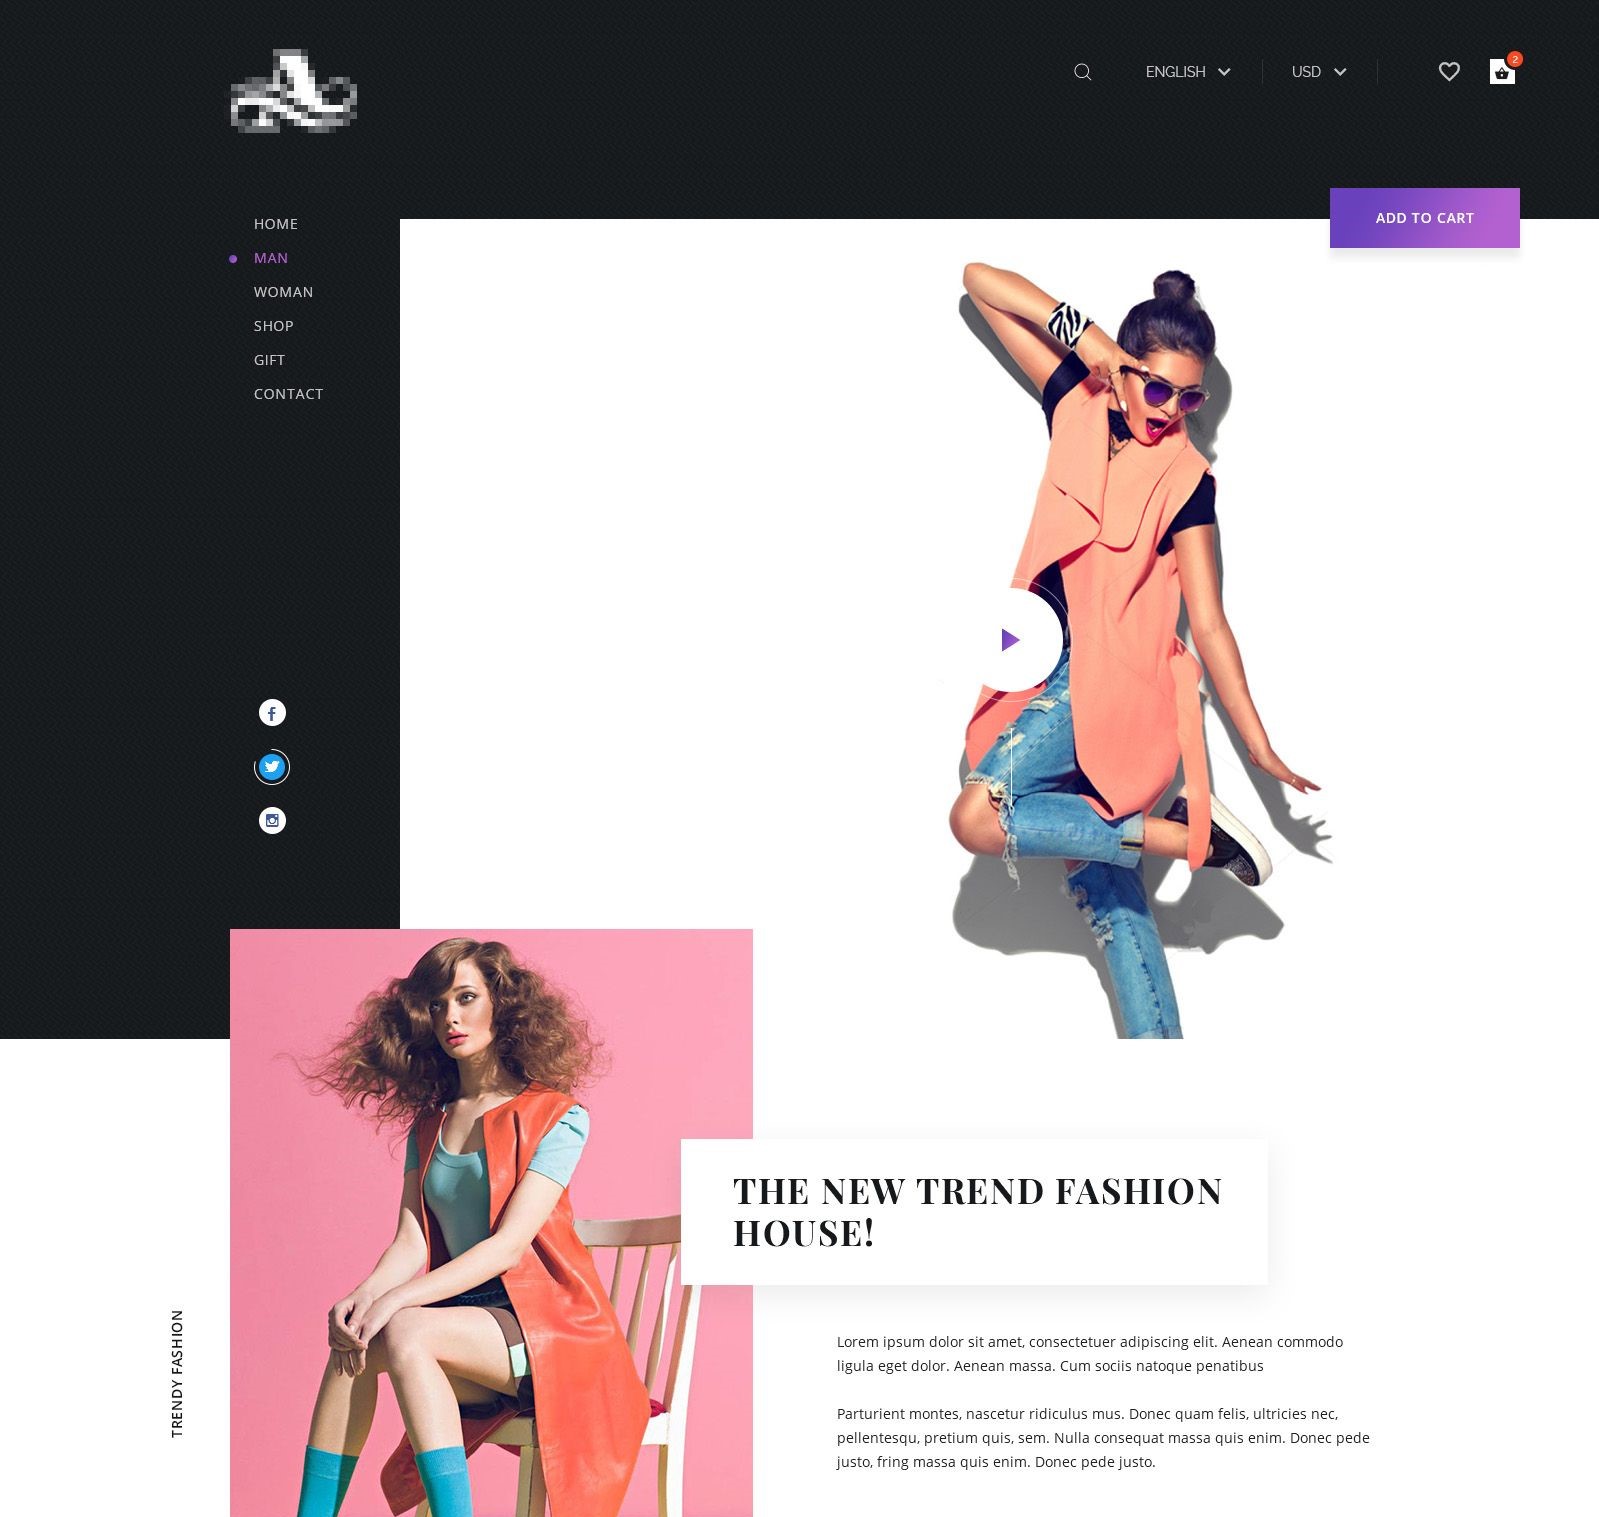 ENGLISH
USD
2
ADD TO CART
HOME
MAN
WOMAN
SHOP
GIFT
CONTACT
THE NEW TREND FASHION
HOUSE!
TRENDY FASHION
Lorem ipsum dolor sit amet, consectetuer adipiscing elit. Aenean commodo
ligula eget dolor. Aenean massa. Cum sociis natoque penatibus
Parturient montes, nascetur ridiculus mus. Donec quam felis, ultricies nec,
pellentesqu, pretium quis, sem. Nulla consequat massa quis enim. Donec pede
justo, fring massa quis enim. Donec pede justo.